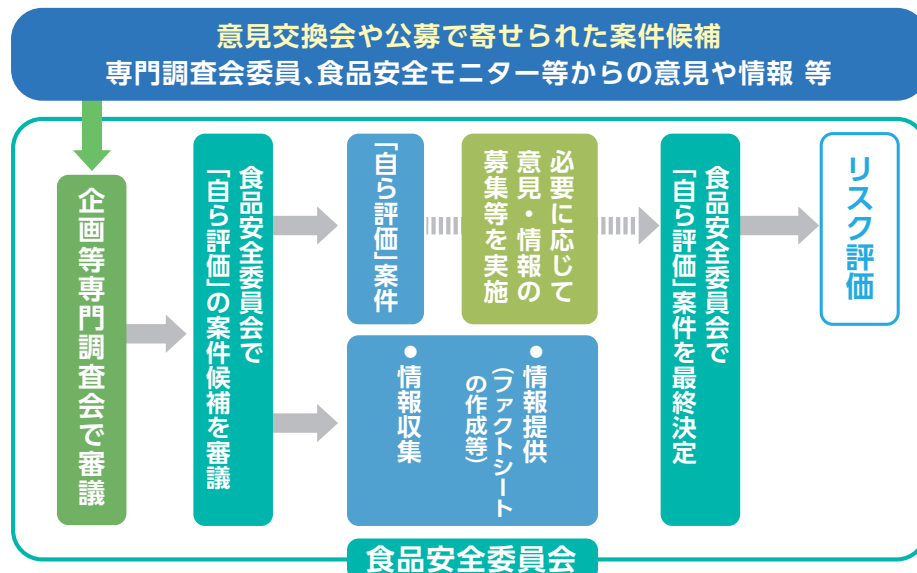 意見交換会や公募で寄せられた案件候補
専門調査会委員、食品安全モニター等からの意見や情報 等
企画等専門調査会で審議
食品安全委員会で
「自ら評価」の案件候補を審議
「自ら評価」案件
必要に応じて
意見・情報の
募集等を実施
● 情報提供
(ファクトシート
の作成等)
● 情報収集
食品安全委員会で
「自ら評価」案件を最終決定
リスク評価
食品安全委員会